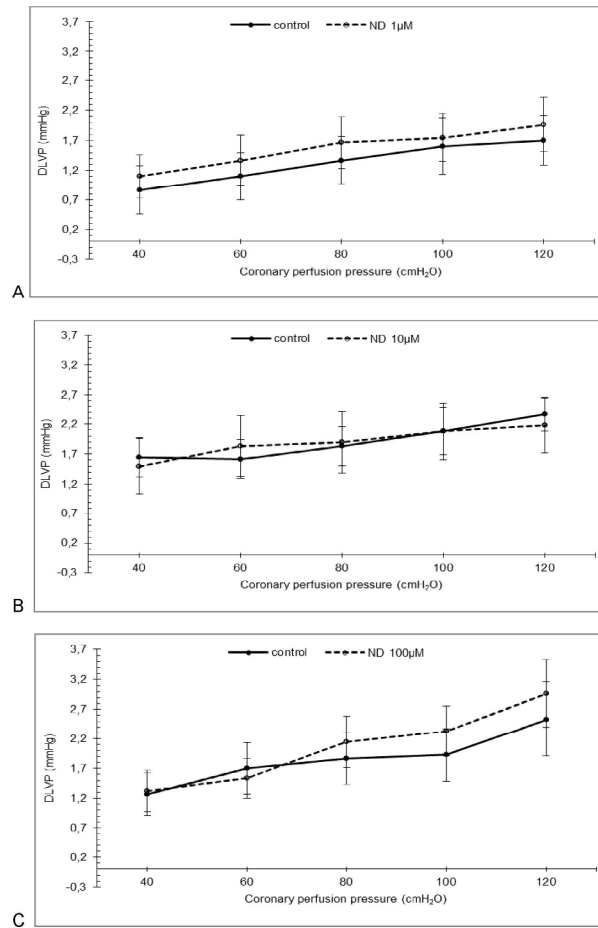 control ND 1µM
3,7
3,2
2,7
2,2
1,7
1,2
0,7
0,2
-0,3
DLVP (mmHg)
40 60 80 100 120
Coronary perfusion pressure (cmH₂O)
A
control ND 10µM
3,7
3,2
2,7
2,2
1,7
1,2
0,7
0,2
-0,3
DLVP (mmHg)
40 60 80 100 120
Coronary perfusion pressure (cmH₂O)
B
control ND 100µM
3,7
3,2
2,7
2,2
1,7
1,2
0,7
0,2
-0,3
DLVP (mmHg)
40 60 80 100 120
Coronary perfusion pressure (cmH₂O)
C